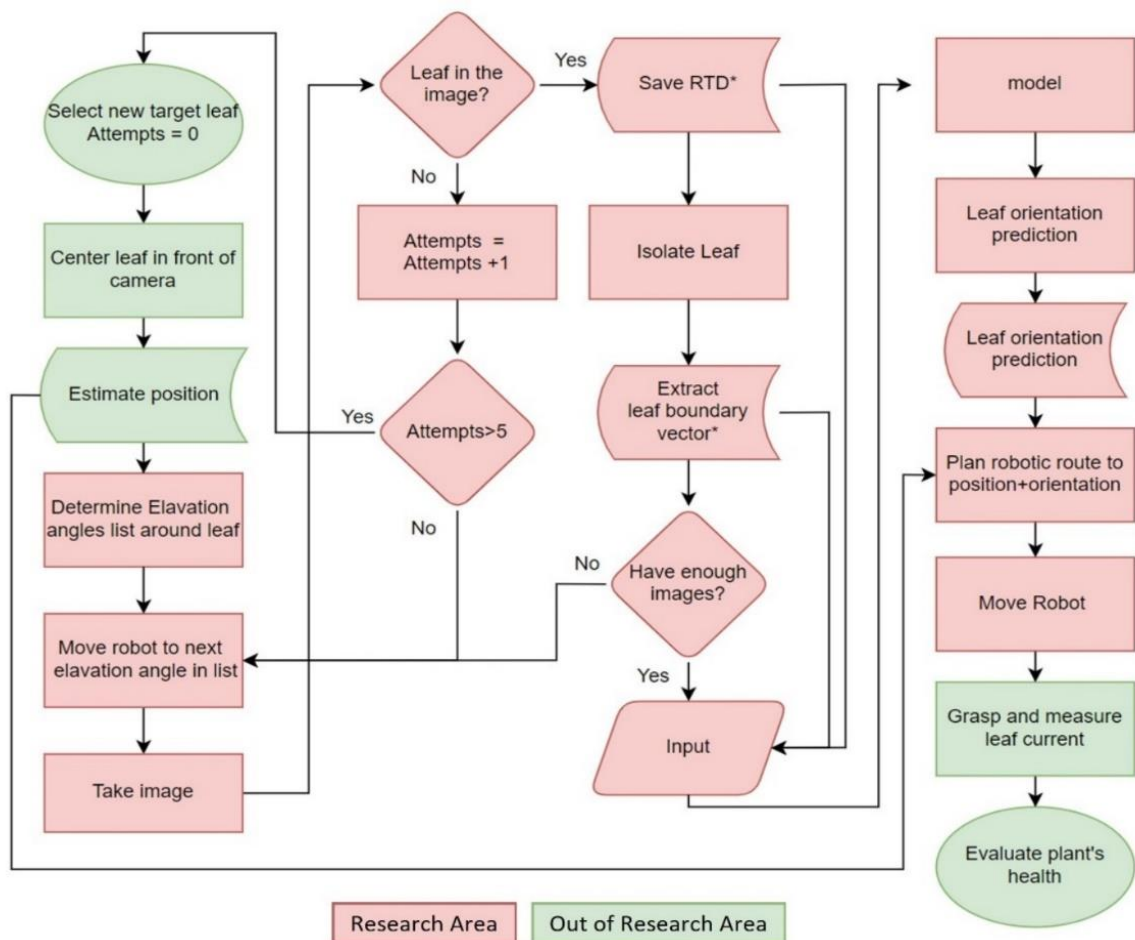 Select new target leaf
Attempts = 0
Center leaf in front of
camera
Estimate position
Determine Elavation
angles list around leaf
Move robot to next
elavation angle in list
Take image
Leaf in the
image?
Yes
No
Attempts =
Attempts +1
Attempts>5
Yes
No
Save RTD*
Isolate Leaf
Extract
leaf boundary
vector*
Have enough
images?
No
Yes
Input
model
Leaf orientation
prediction
Leaf orientation
prediction
Plan robotic route to
position+orientation
Move Robot
Grasp and measure
leaf current
Evaluate plant's
health
Research Area
Out of Research Area